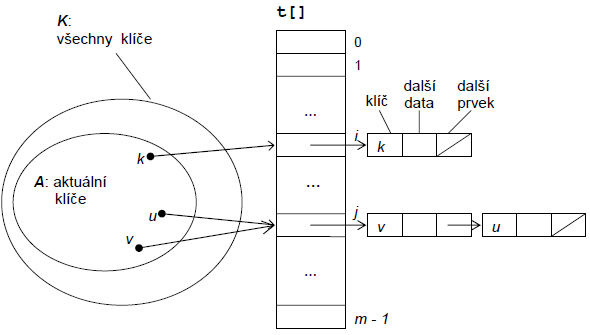 K:
všechny klíče
t[]
0
1
...
další
data
další
prvek
klíč
i
k
k
...
A: aktuální
klíče
u
v
j
v
u
...
m - 1